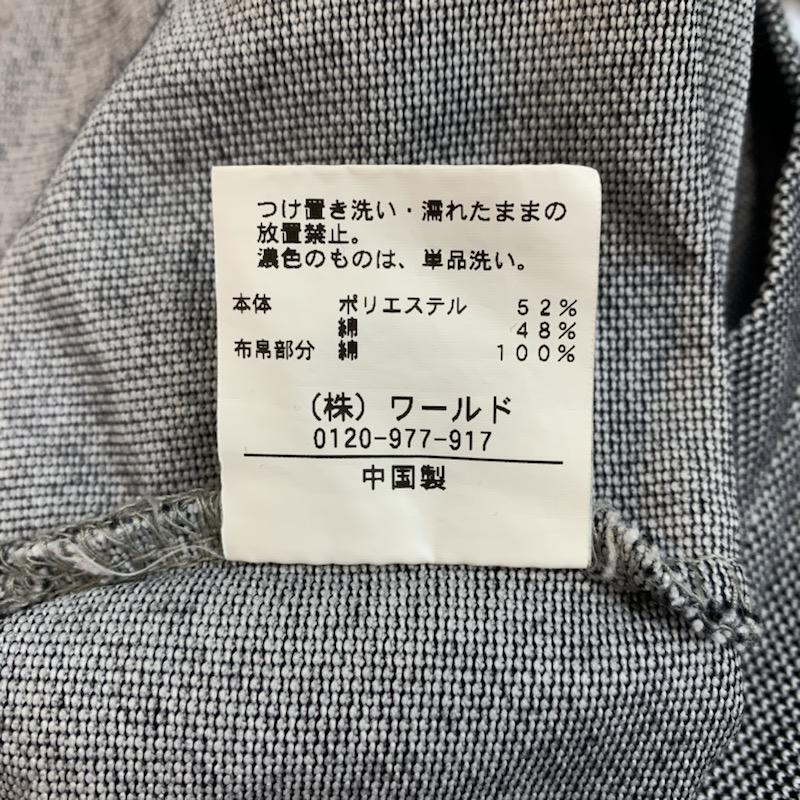 つけ置き洗い・濡れたままの
放置禁止。
濃色のものは、単品洗い。
本体 ポリエステル 52%
綿 48%
布帛部分 綿 100%
(株)ワールド
0120-977-917
中国製